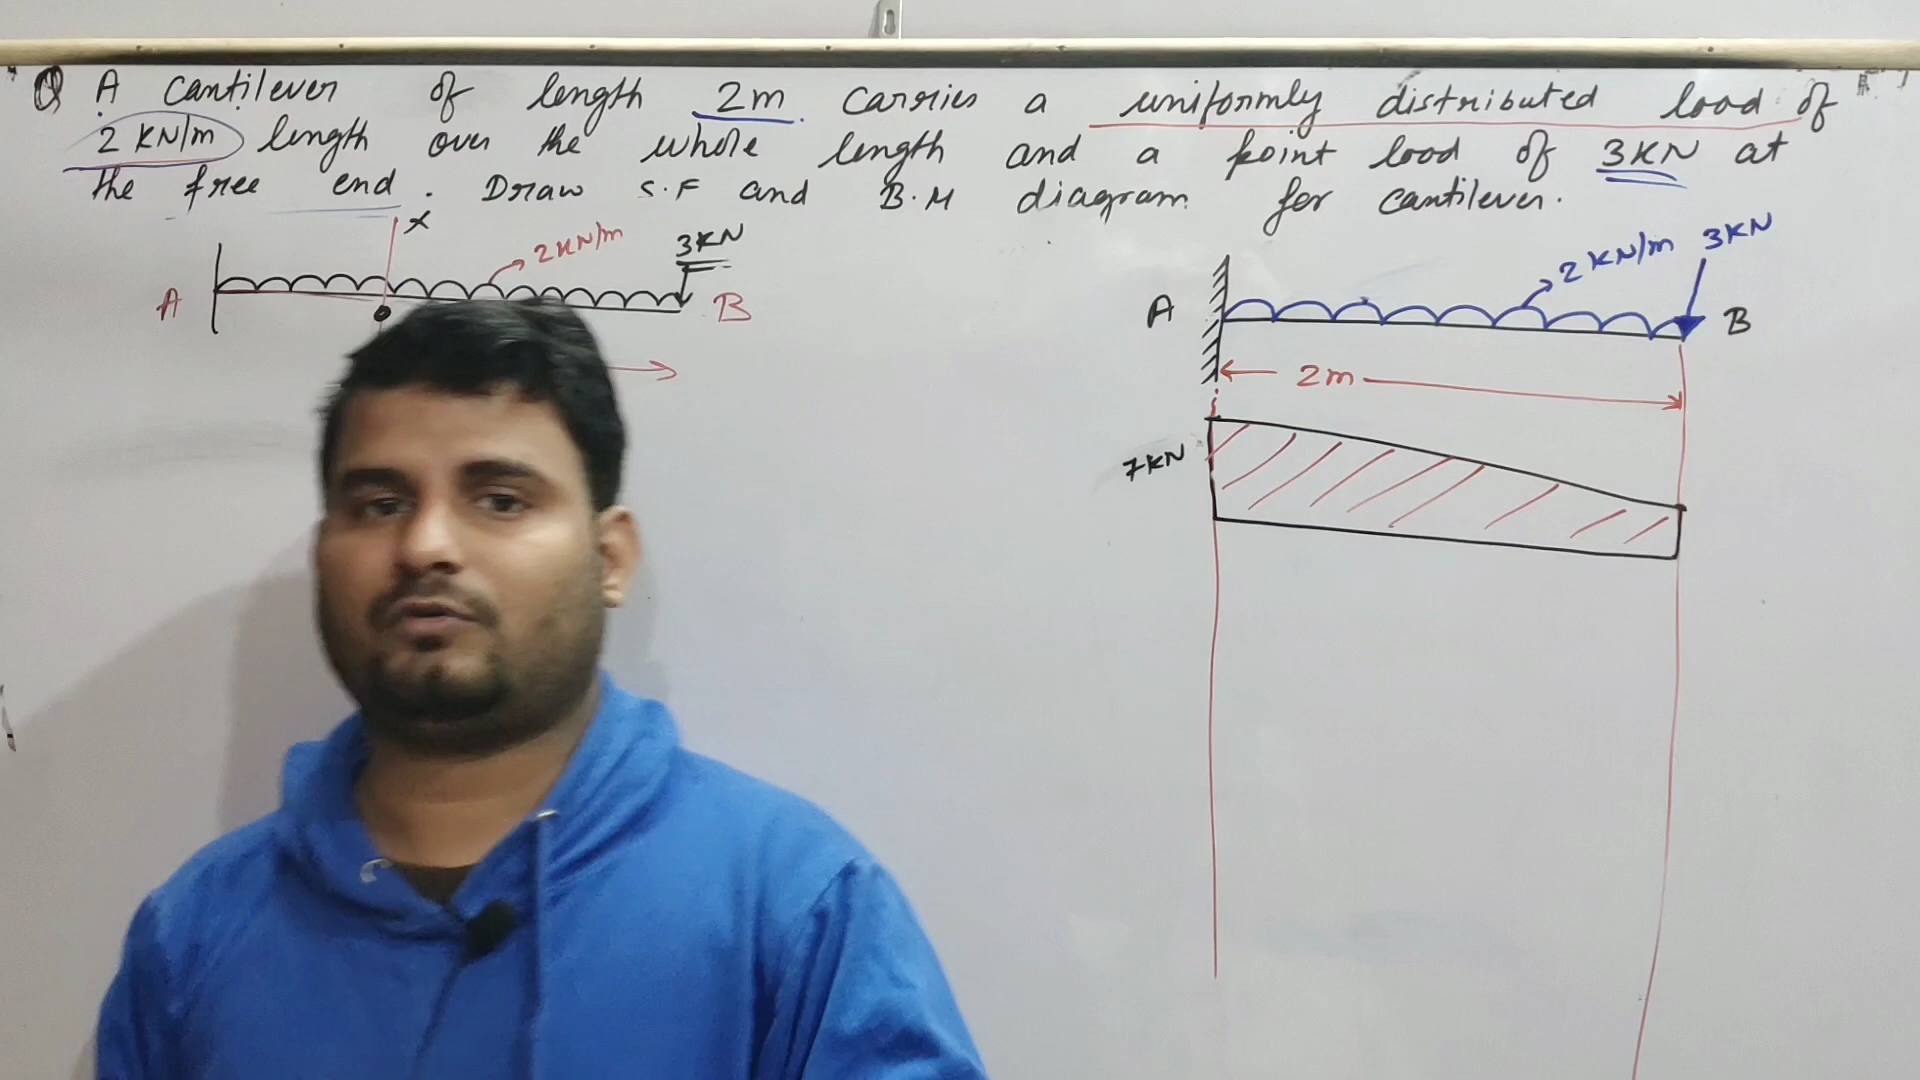 Q A cantilever of length 2m carries a uniformly distributed load of
2 KN/m length over the whole length and a point load of 3KN at
the free end. Draw S.F and B.M diagram for cantilever.
x
2KN/m
3KN
A
B
2KN/m
3KN
A
B
2m
7KN